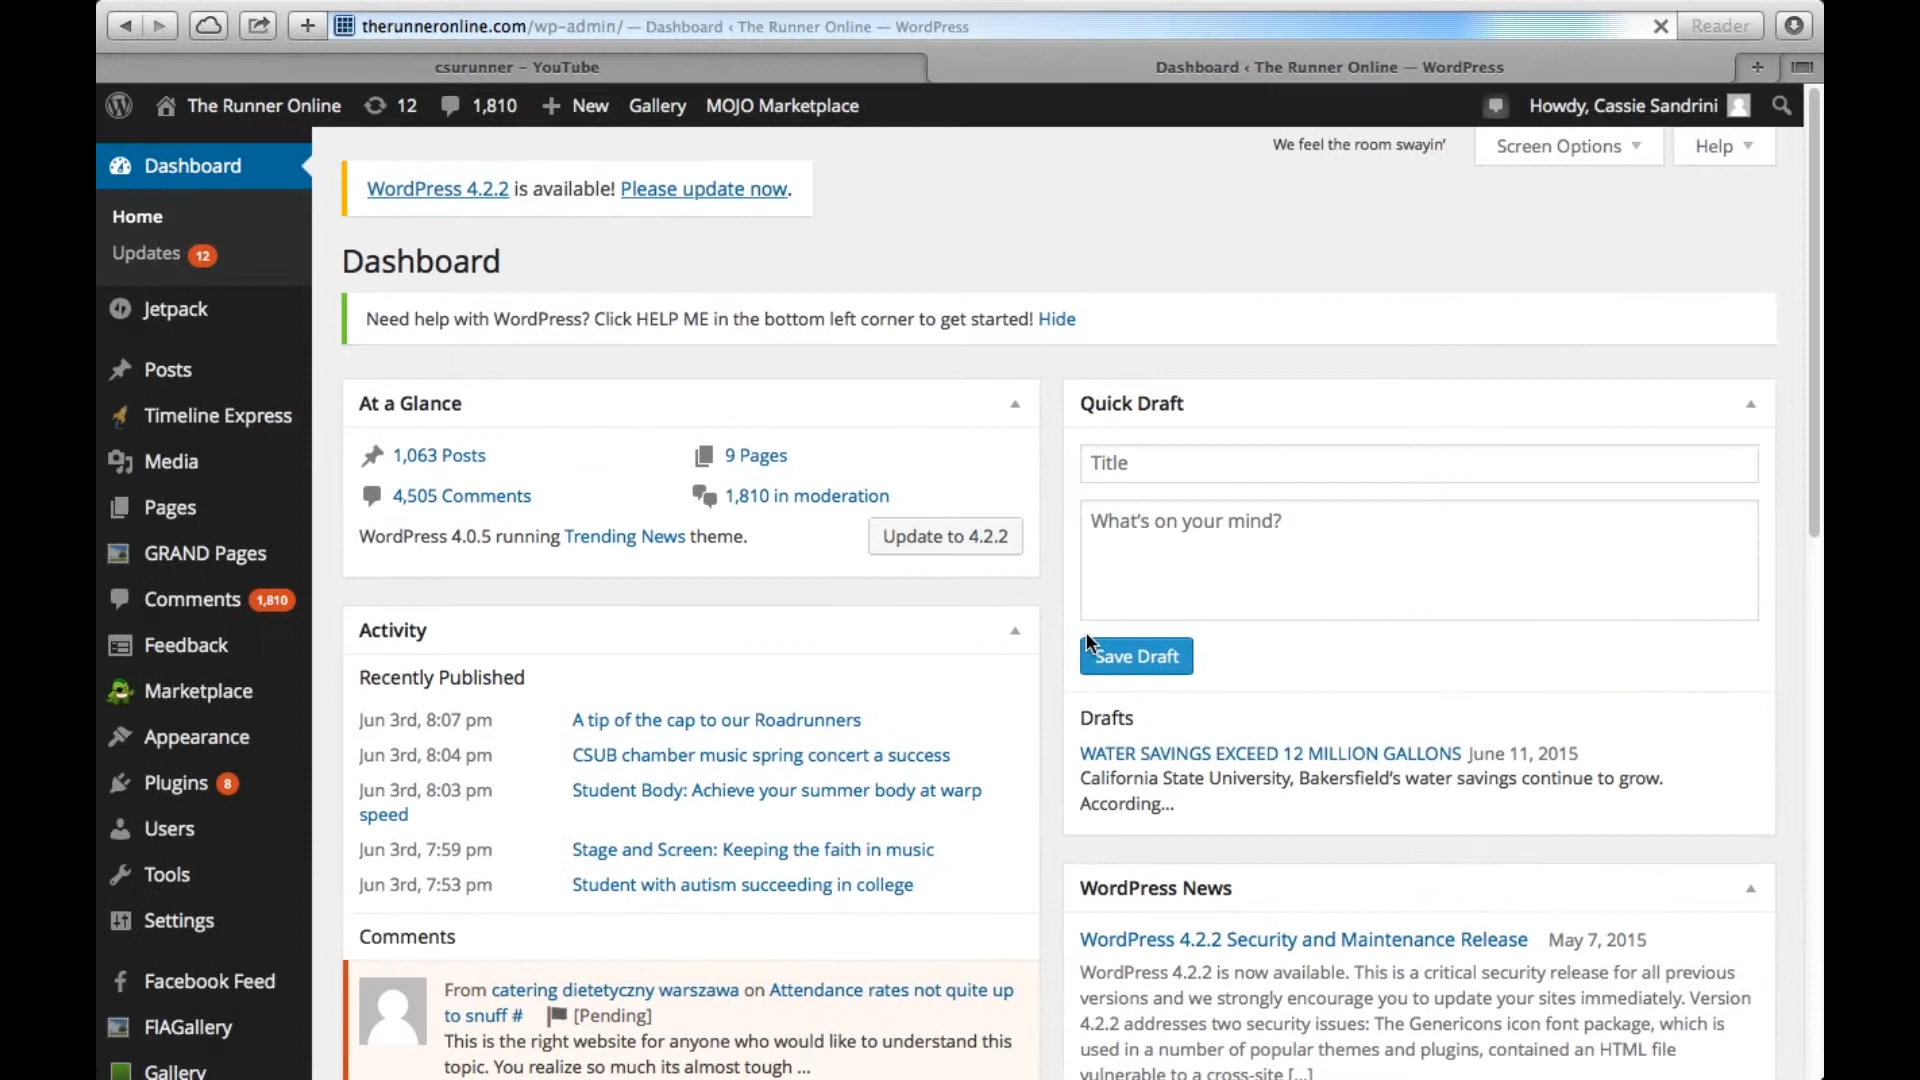 therunneronline.com/wp-admin/ — Dashboard ‹ The Runner Online — WordPress
Reader
csurunner – YouTube
Dashboard ‹ The Runner Online — WordPress
The Runner Online
12
1,810
New
Gallery
MOJO Marketplace
Howdy, Cassie Sandrini
We feel the room swayin’
Screen Options
Help
Dashboard
Home
Updates 12
Jetpack
Posts
Timeline Express
Media
Pages
GRAND Pages
Comments 1,810
Feedback
Marketplace
Appearance
Plugins 8
Users
Tools
Settings
Facebook Feed
FlAGallery
Gallery
WordPress 4.2.2 is available! Please update now.
Dashboard
Need help with WordPress? Click HELP ME in the bottom left corner to get started! Hide
At a Glance
1,063 Posts
9 Pages
4,505 Comments
1,810 in moderation
WordPress 4.0.5 running Trending News theme.
Update to 4.2.2
Activity
Recently Published
Jun 3rd, 8:07 pm A tip of the cap to our Roadrunners
Jun 3rd, 8:04 pm CSUB chamber music spring concert a success
Jun 3rd, 8:03 pm Student Body: Achieve your summer body at warp
speed
Jun 3rd, 7:59 pm Stage and Screen: Keeping the faith in music
Jun 3rd, 7:53 pm Student with autism succeeding in college
Comments
From catering dietetyczny warszawa on Attendance rates not quite up
to snuff # [Pending]
This is the right website for anyone who would like to understand this
topic. You realize so much its almost tough ...
Quick Draft
Title
What’s on your mind?
Save Draft
Drafts
WATER SAVINGS EXCEED 12 MILLION GALLONS June 11, 2015
California State University, Bakersfield’s water savings continue to grow.
According…
WordPress News
WordPress 4.2.2 Security and Maintenance Release May 7, 2015
WordPress 4.2.2 is now available. This is a critical security release for all previous
versions and we strongly encourage you to update your sites immediately. Version
4.2.2 addresses two security issues: The Genericons icon font package, which is
used in a number of popular themes and plugins, contained an HTML file
vulnerable to a cross-site […]